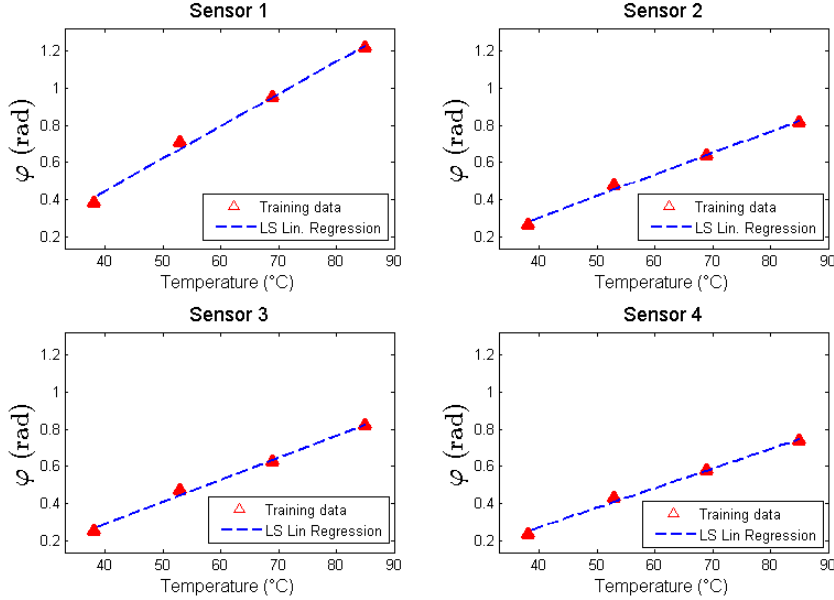 Sensor 1
1.2
1
0.8
0.6
0.4
0.2
φ (rad)
Training data
LS Lin. Regression
40 50 60 70 80 90
Temperature (°C)
Sensor 2
1.2
1
0.8
0.6
0.4
0.2
φ (rad)
Training data
LS Lin. Regression
40 50 60 70 80 90
Temperature (°C)
Sensor 3
1.2
1
0.8
0.6
0.4
0.2
φ (rad)
Training data
LS Lin Regression
40 50 60 70 80 90
Temperature (°C)
Sensor 4
1.2
1
0.8
0.6
0.4
0.2
φ (rad)
Training data
LS Lin Regression
40 50 60 70 80 90
Temperature (°C)